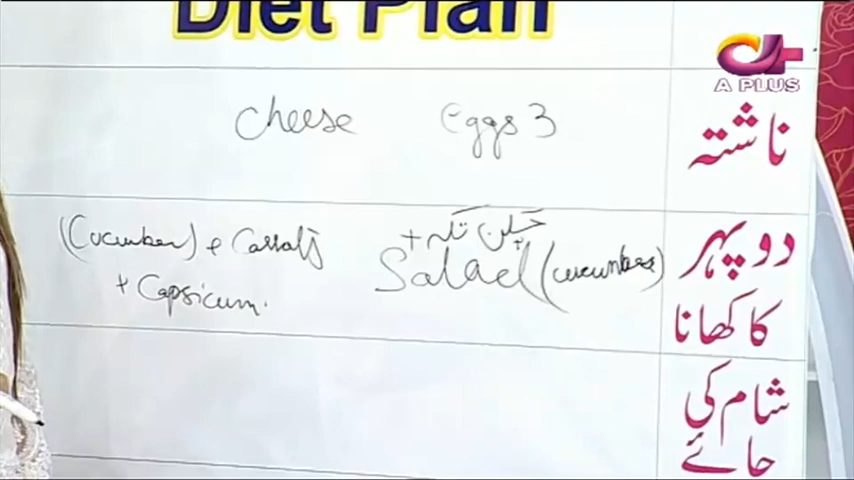 Diet Plan
A PLUS
ناشتہ
cheese eggs 3
دوپہر
کا کھانا
چکن تکہ +
Salad (cucumber)
(Cucumber) + Carrots
+ Capsicum.
شام کی
چائے